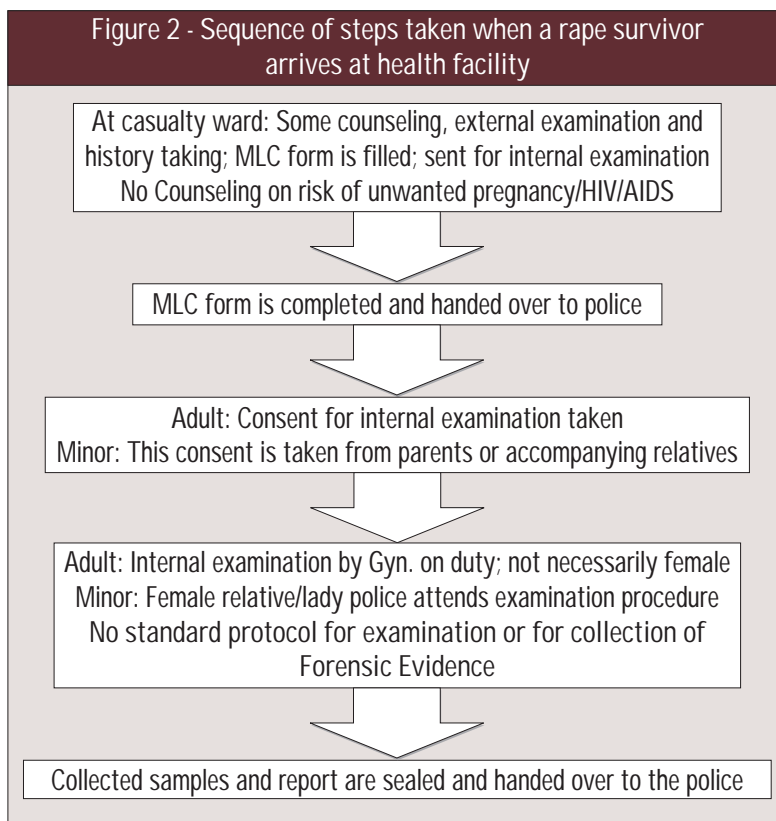 Figure 2 - Sequence of steps taken when a rape survivor
arrives at health facility
At casualty ward: Some counseling, external examination and
history taking; MLC form is filled; sent for internal examination
No Counseling on risk of unwanted pregnancy/HIV/AIDS
MLC form is completed and handed over to police
Adult: Consent for internal examination taken
Minor: This consent is taken from parents or accompanying relatives
Adult: Internal examination by Gyn. on duty; not necessarily female
Minor: Female relative/lady police attends examination procedure
No standard protocol for examination or for collection of
Forensic Evidence
Collected samples and report are sealed and handed over to the police